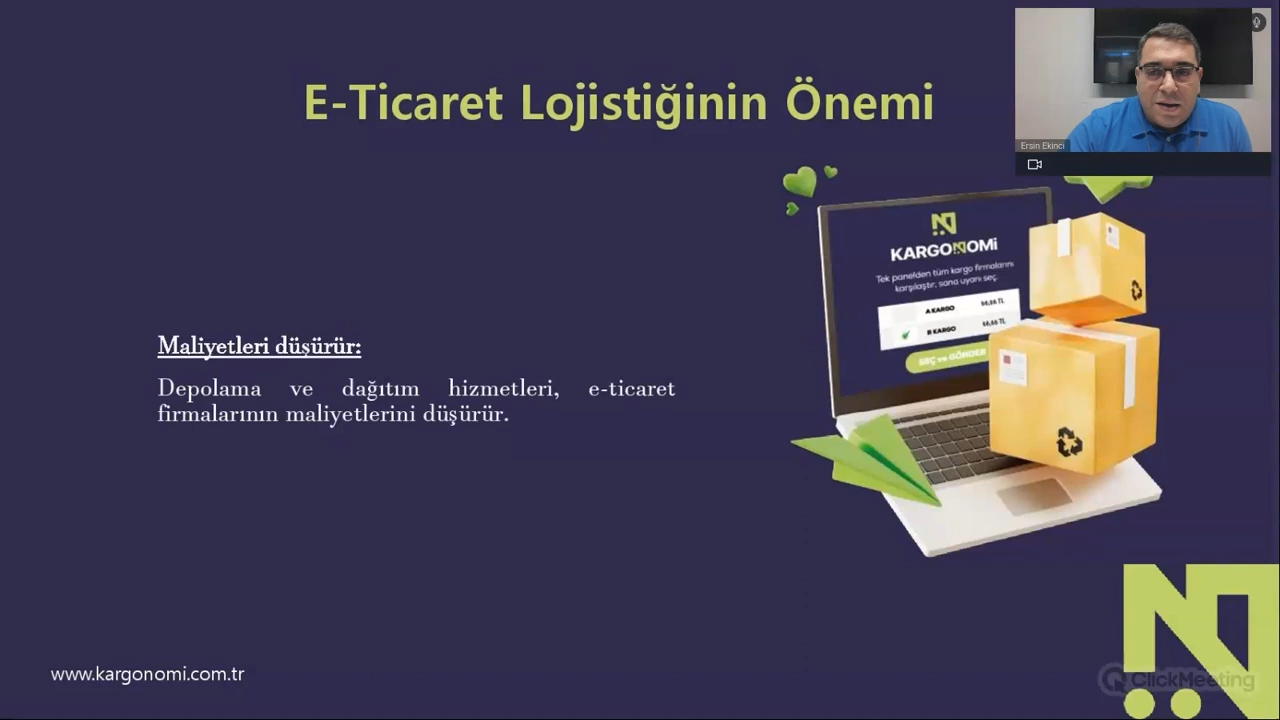 E-Ticaret Lojistiğinin Önemi
Ersin Ekinci
KARGONOMi
Tek panelden tüm kargo firmalarını
karşılaştır, sana uyanı seç.
A KARGO
B KARGO
SEÇ ve GÖNDER
Maliyetleri düşürür:
Depolama ve dağıtım hizmetleri, e-ticaret
firmalarının maliyetlerini düşürür.
www.kargonomi.com.tr
ClickMeeting